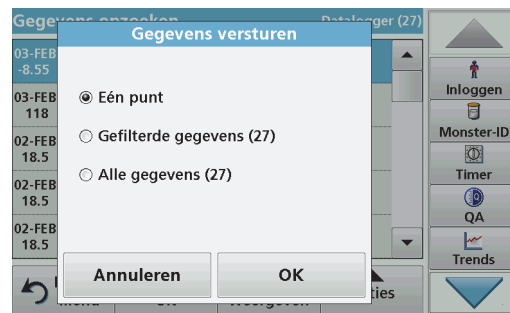 Gegevens opzoeken
Datalogger (27)
Gegevens versturen
03-FEB
-8.55
03-FEB
118
02-FEB
18.5
02-FEB
18.5
02-FEB
18.5
Eén punt
Gefilterde gegevens (27)
Alle gegevens (27)
Annuleren
OK
Inloggen
Monster-ID
Timer
QA
Trends